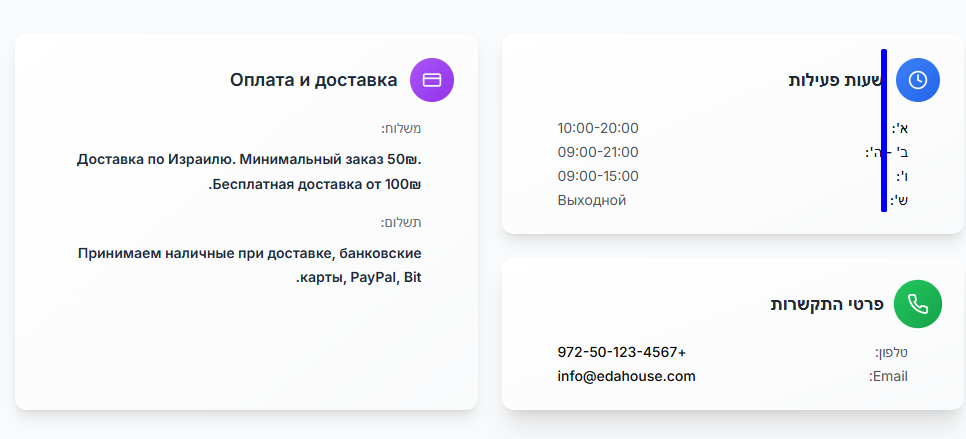 שעות פעילות
א': 10:00-20:00
ב' - ה': 09:00-21:00
ו': 09:00-15:00
ש': Выходной
פרטי התקשרות
טלפון: 972-50-123-4567+
Email: info@edahouse.com
Оплата и доставка
משלוח:
Доставка по Израилю. Минимальный заказ 50₪.
Бесплатная доставка от 100₪.
תשלום:
Принимаем наличные при доставке, банковские
карты, PayPal, Bit.